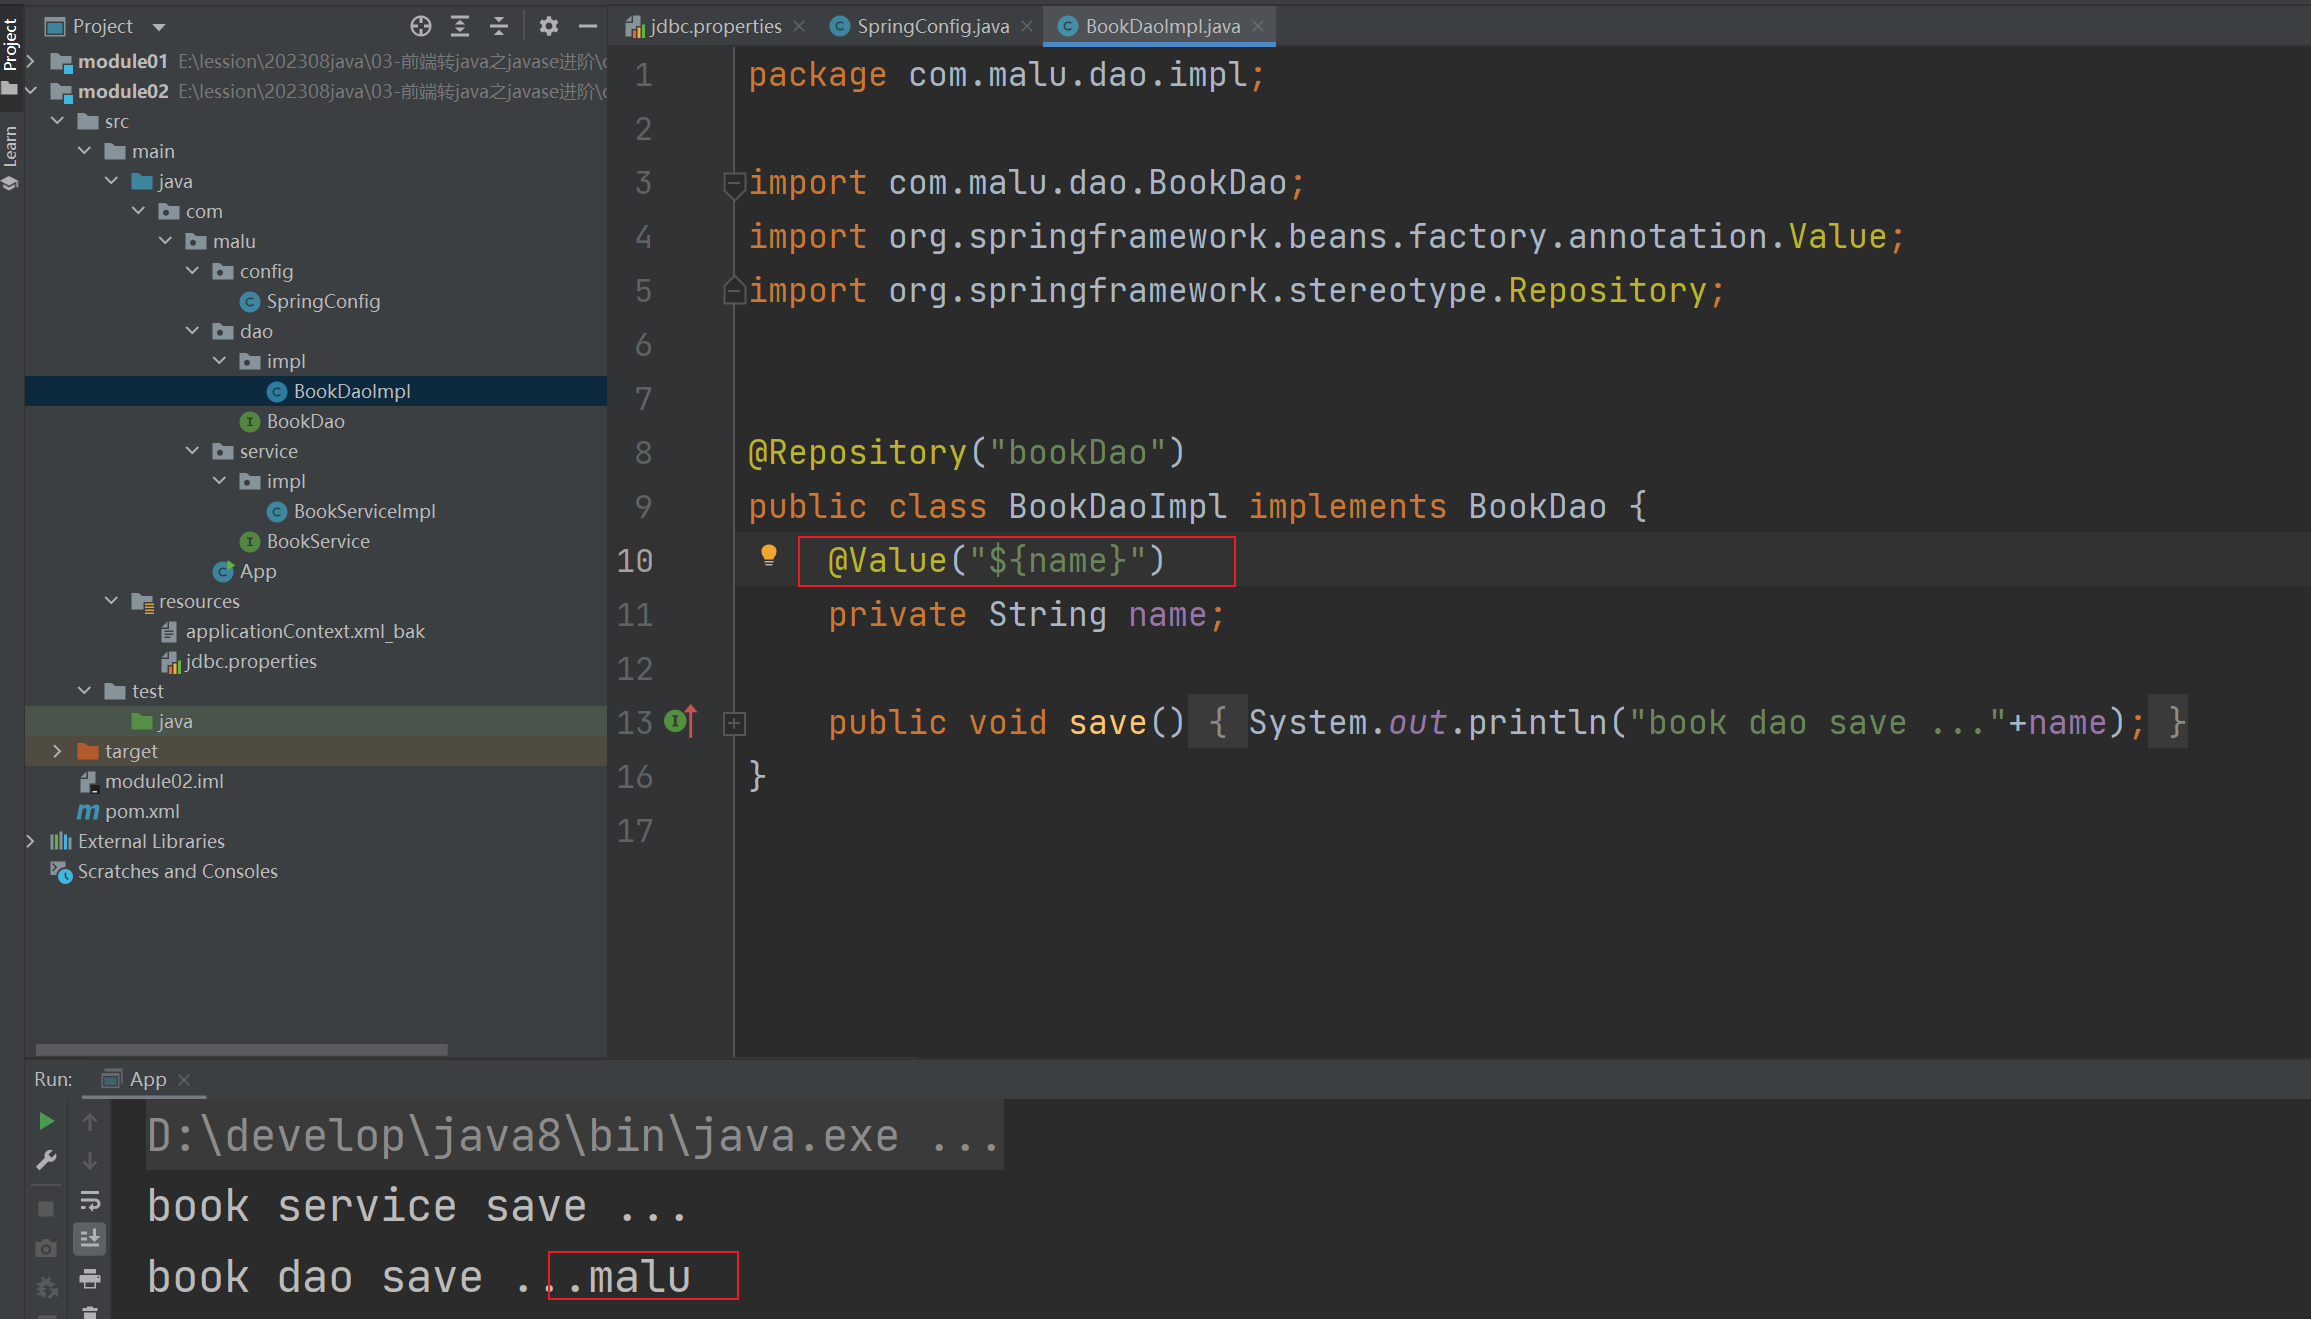 Project
Learn
Project
module01 E:\lession\202308java\03-前端转java之javase进阶\
module02 E:\lession\202308java\03-前端转java之javase进阶\
src
main
java
com
malu
config
SpringConfig
dao
impl
BookDaoImpl
BookDao
service
impl
BookServiceImpl
BookService
App
resources
applicationContext.xml_bak
jdbc.properties
test
java
target
module02.iml
pom.xml
External Libraries
Scratches and Consoles
jdbc.properties SpringConfig.java BookDaoImpl.java
1 package com.malu.dao.impl;
2
3 import com.malu.dao.BookDao;
4 import org.springframework.beans.factory.annotation.Value;
5 import org.springframework.stereotype.Repository;
6
7
8 @Repository("bookDao")
9 public class BookDaoImpl implements BookDao {
10 @Value("${name}")
11 private String name;
12
13 public void save() { System.out.println("book dao save ..."+name); }
16 }
17
Run: App
D:\develop\java8\bin\java.exe ...
book service save ...
book dao save ...malu